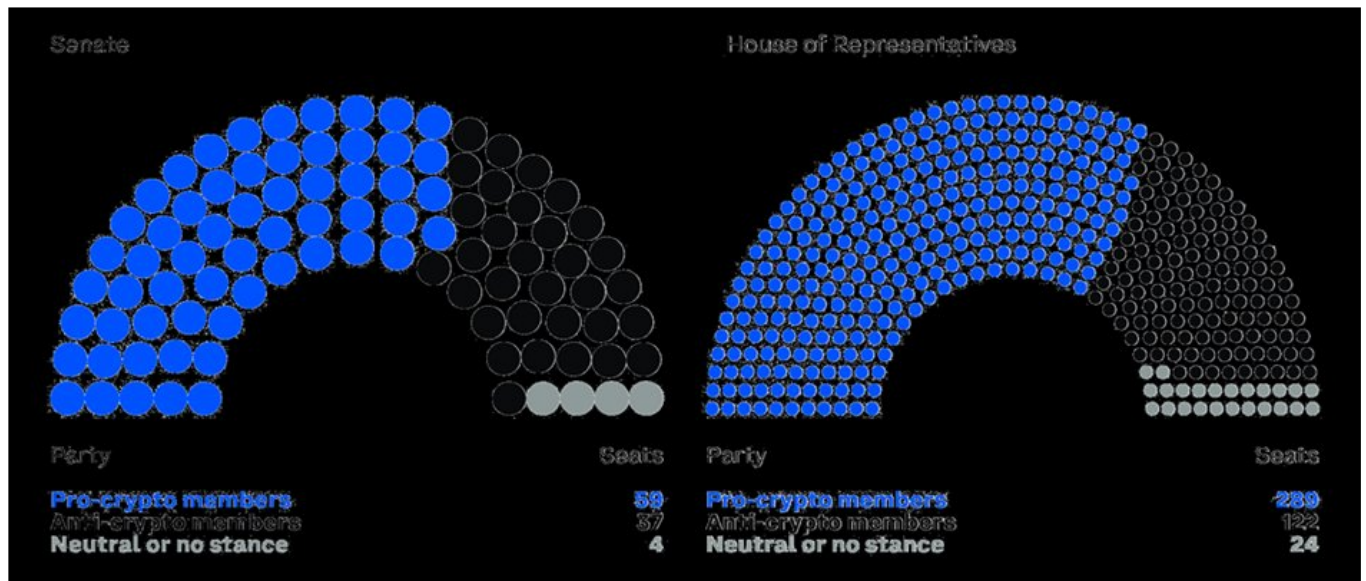 Senate
House of Representatives
Party Seats
Pro-crypto members 59
Anti-crypto members 37
Neutral or no stance 4
Party Seats
Pro-crypto members 289
Anti-crypto members 122
Neutral or no stance 24